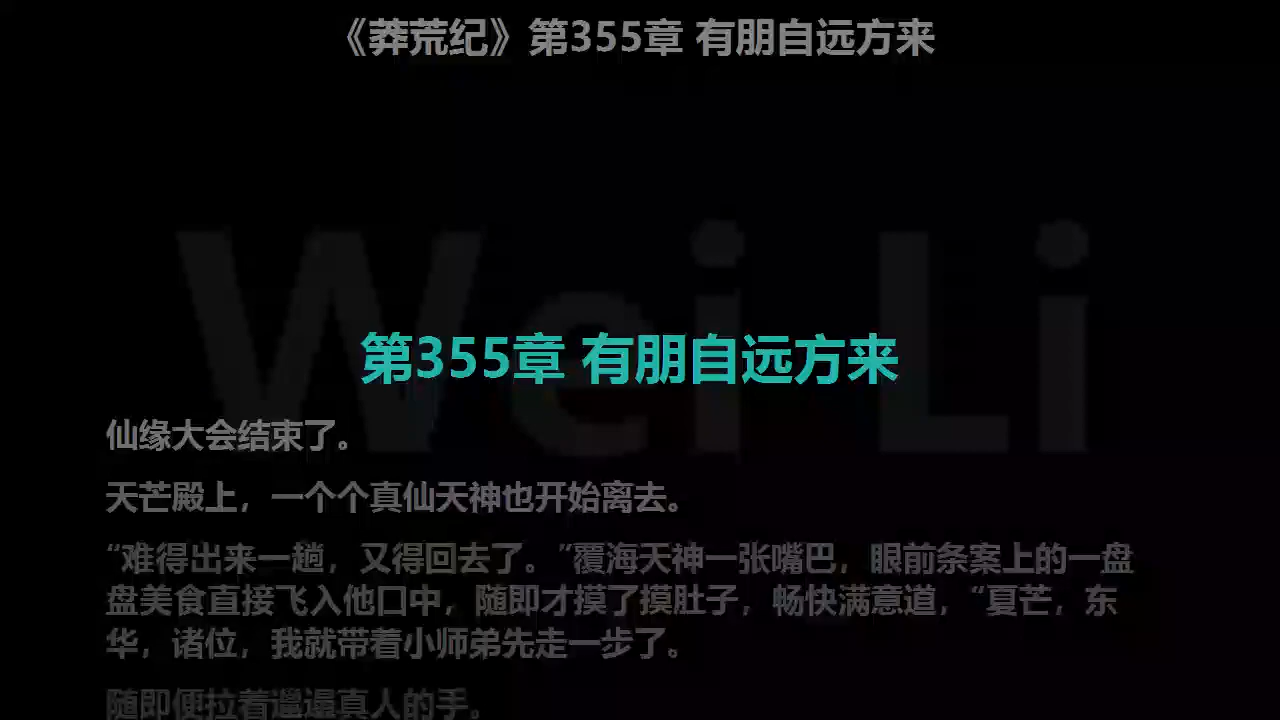 《莽荒纪》第355章 有朋自远方来
Wei Li
第355章 有朋自远方来
仙缘大会结束了。
天芒殿上，一个个真仙天神也开始离去。
“难得出来一趟，又得回去了。”覆海天神一张嘴巴，眼前条案上的一盘
盘美食直接飞入他口中，随即才摸了摸肚子，畅快满意道，“夏芒，东
华，诸位，我就带着小师弟先走一步了。
随即便拉着邋遢真人的手。